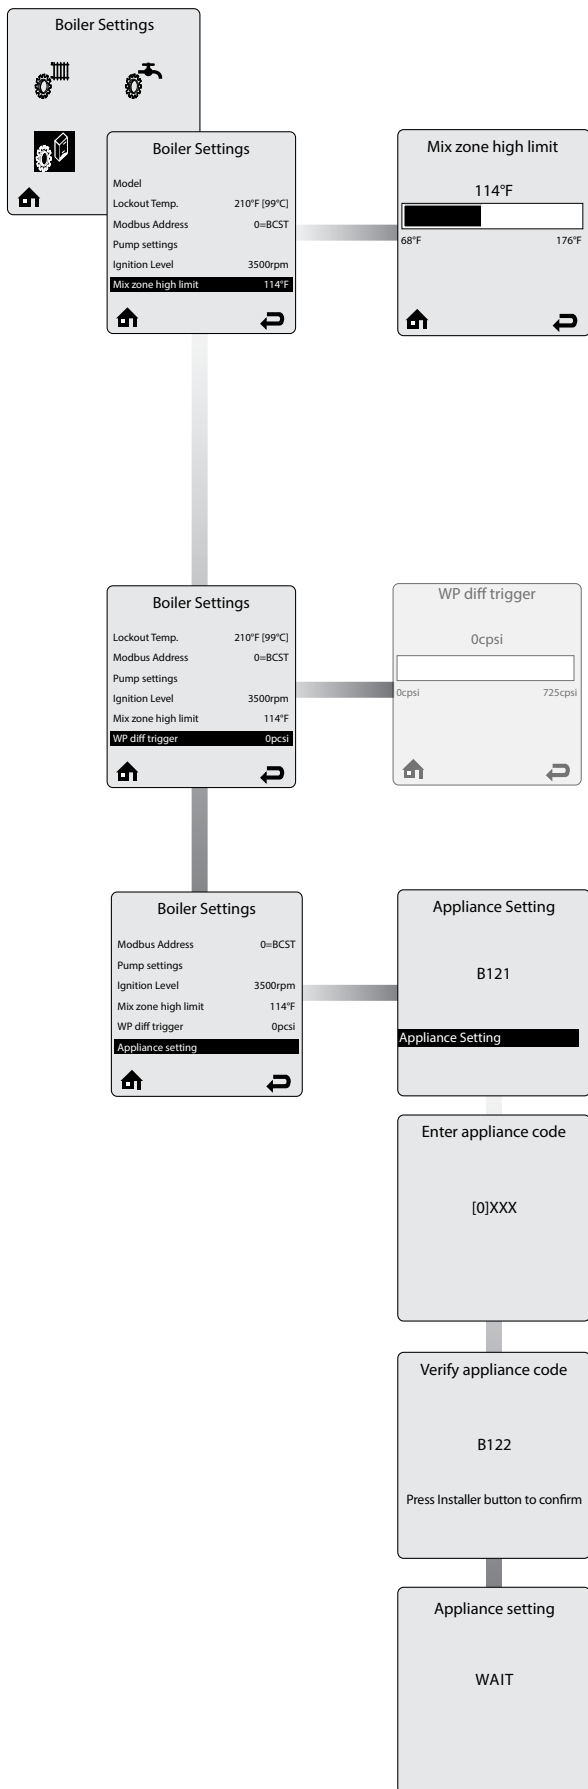 Boiler Settings
Boiler Settings
Model
Lockout Temp. 210°F [99°C]
Modbus Address 0=BCST
Pump settings
Ignition Level 3500rpm
Mix zone high limit 114°F
Mix zone high limit
114°F
68°F 176°F
Boiler Settings
Lockout Temp. 210°F [99°C]
Modbus Address 0=BCST
Pump settings
Ignition Level 3500rpm
Mix zone high limit 114°F
WP diff trigger 0pcsi
WP diff trigger
0cpsi
0cpsi 725cpsi
Boiler Settings
Modbus Address 0=BCST
Pump settings
Ignition Level 3500rpm
Mix zone high limit 114°F
WP diff trigger 0pcsi
Appliance setting
Appliance Setting
B121
Appliance Setting
Enter appliance code
[0]XXX
Verify appliance code
B122
Press Installer button to confirm
Appliance setting
WAIT